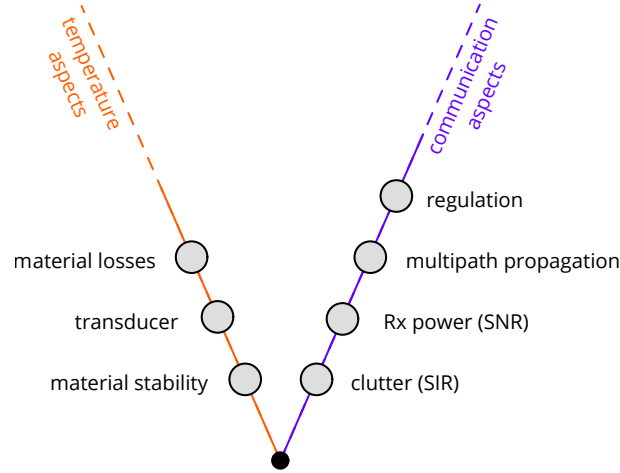 temperature
aspects
communication
aspects
regulation
material losses
multipath propagation
transducer
Rx power (SNR)
material stability
clutter (SIR)